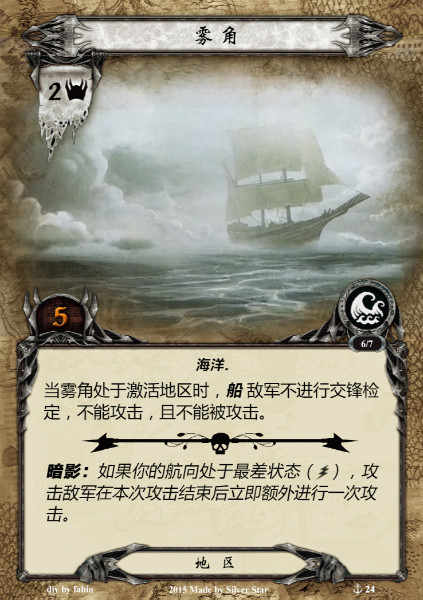 雾角
2
5
6/7
海洋.
当雾角处于激活地区时，船 敌军不进行交锋检
定，不能攻击，且不能被攻击。
暗影：如果你的航向处于最差状态（），攻
击敌军在本次攻击结束后立即额外进行一次攻
击。
地区
diy by fabio
2015 Made by Silver Star
24